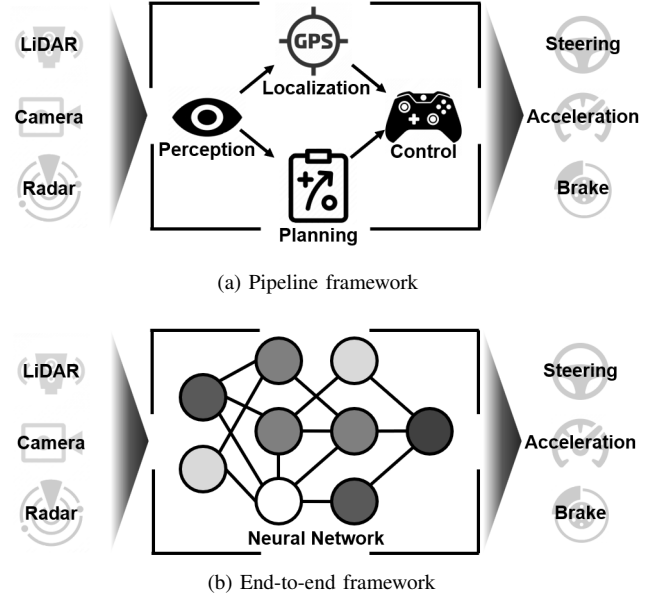 LiDAR
Camera
Radar
GPS
Localization
Perception
Control
Planning
Steering
Acceleration
Brake
(a) Pipeline framework
LiDAR
Camera
Radar
Neural Network
Steering
Acceleration
Brake
(b) End-to-end framework